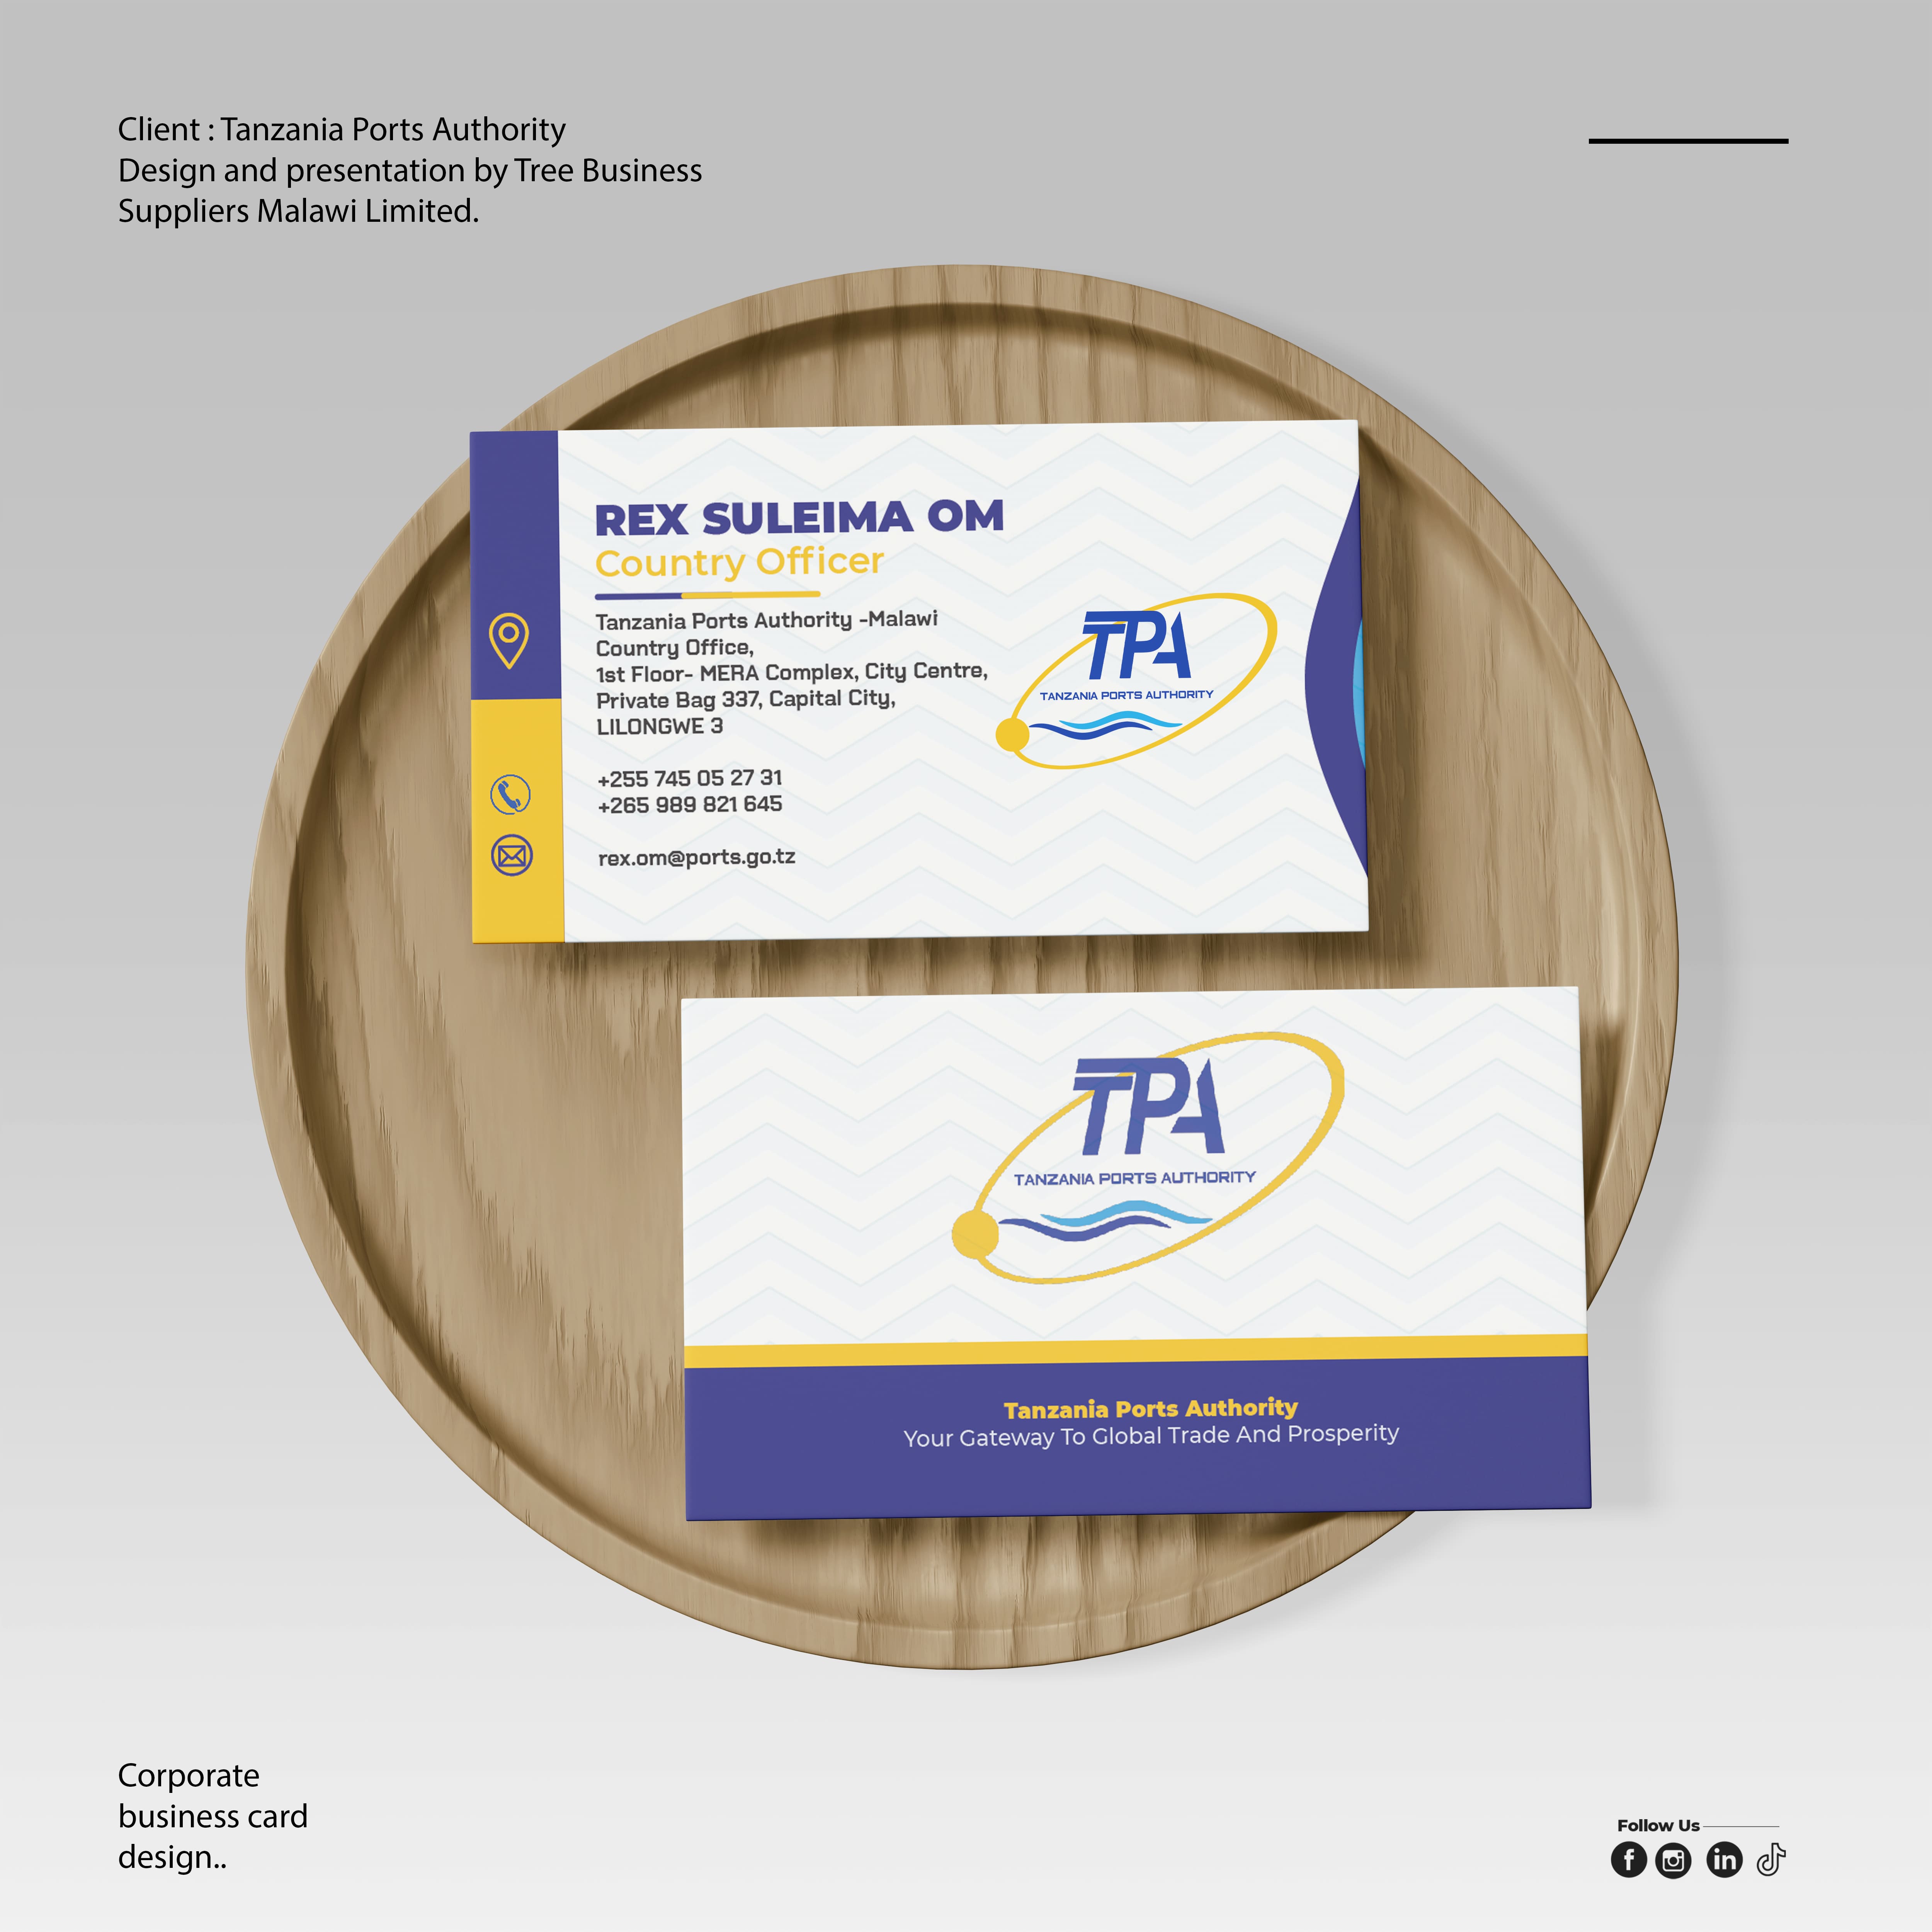 Client : Tanzania Ports Authority
Design and presentation by Tree Business
Suppliers Malawi Limited.
REX SULEIMA OM
Country Officer
Tanzania Ports Authority -Malawi
Country Office,
1st Floor- MERA Complex, City Centre,
Private Bag 337, Capital City,
LILONGWE 3
+255 745 05 27 31
+265 989 821 645
rex.om@ports.go.tz
TPA
TANZANIA PORTS AUTHORITY
TPA
TANZANIA PORTS AUTHORITY
Tanzania Ports Authority
Your Gateway To Global Trade And Prosperity
Corporate
business card
design..
Follow Us